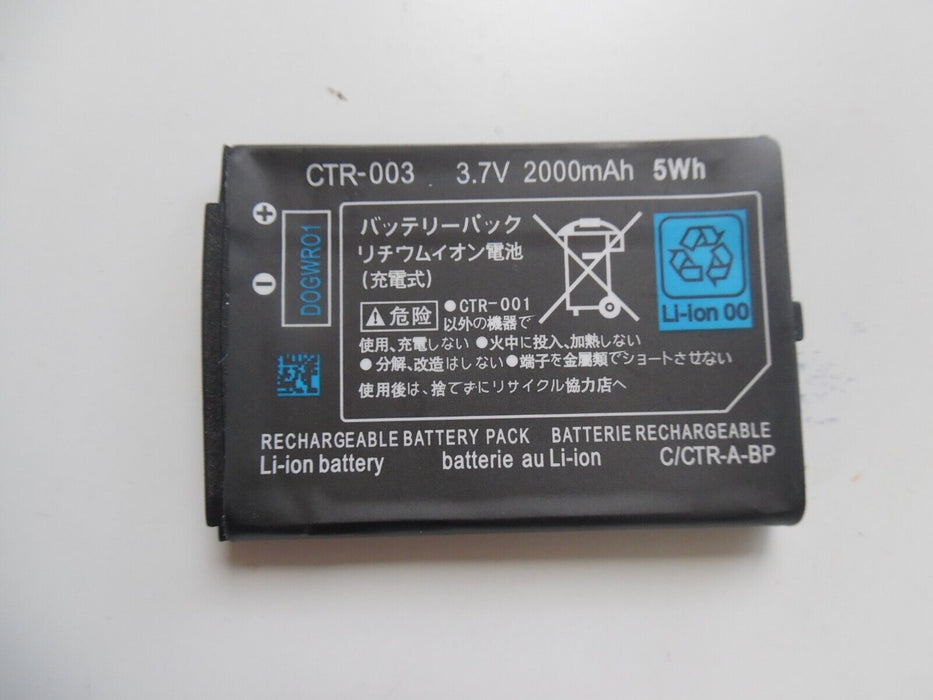 CTR-003 3.7V 2000mAh 5Wh
D0GWR01
バッテリーパック
リチウムイオン電池
(充電式)
危险 ●CTR-001
以外の機器で
使用、充電しない ●火中に投入、加熱しない
●分解、改造はしない ●端子を金属類でショートさせない
使用後は、捨てずにリサイクル協力店へ
Li-ion 00
RECHARGEABLE BATTERY PACK BATTERIE RECHARGEABLE
Li-ion battery batterie au Li-ion C/CTR-A-BP